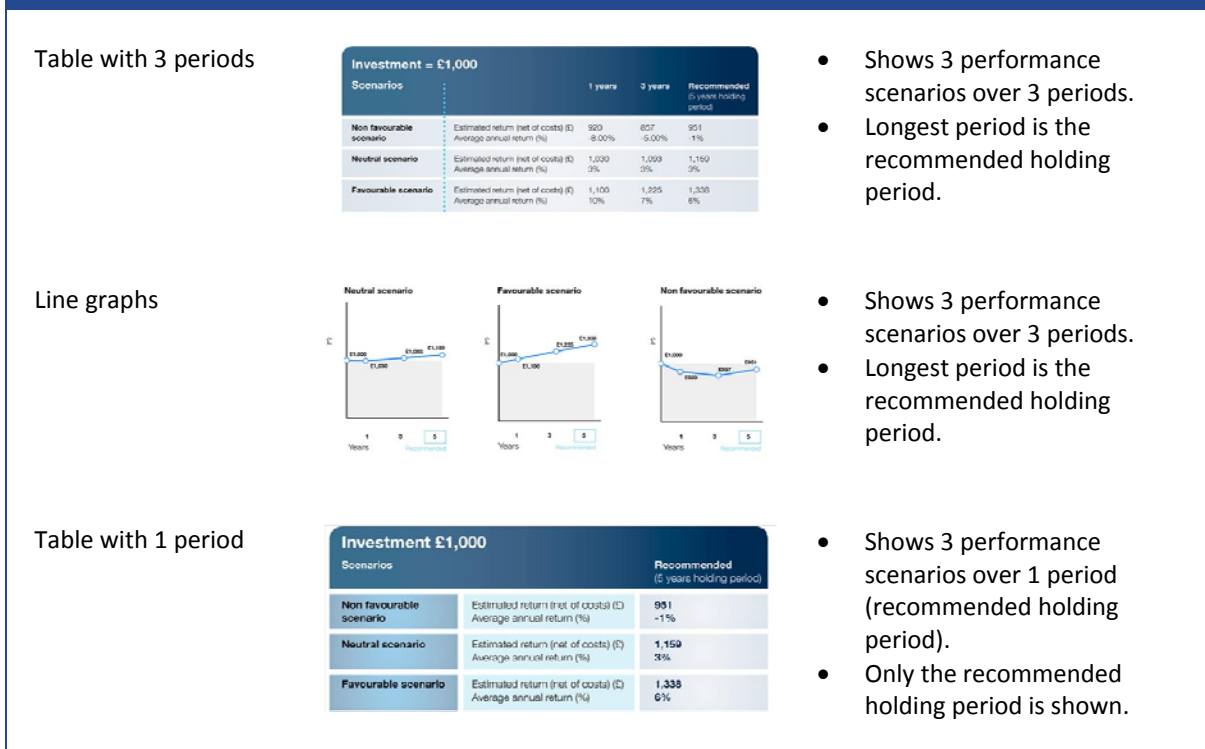 Table with 3 periods
Investment = £1,000
Scenarios
1 years
3 years
Recommended
(5 years holding
period)
Non favourable
scenario
Estimated return (net of costs) (£)
920
857
951
Average annual return (%)
-8.00%
-5.00%
-1%
Neutral scenario
Estimated return (net of costs) (£)
1,030
1,093
1,159
Average annual return (%)
3%
3%
3%
Favourable scenario
Estimated return (net of costs) (£)
1,100
1,225
1,338
Average annual return (%)
10%
7%
6%
• Shows 3 performance
scenarios over 3 periods.
• Longest period is the
recommended holding
period.
Line graphs
Neutral scenario
£1,000
£1,030
£1,093
£1,159
1
3
5
Years
Recommended
Favourable scenario
£1,000
£1,100
£1,225
£1,338
1
3
5
Years
Recommended
Non favourable scenario
£1,000
£920
£857
£951
1
3
5
Years
Recommended
• Shows 3 performance
scenarios over 3 periods.
• Longest period is the
recommended holding
period.
Table with 1 period
Investment £1,000
Scenarios
Recommended
(5 years holding period)
Non favourable
scenario
Estimated return (net of costs) (£)
951
Average annual return (%)
-1%
Neutral scenario
Estimated return (net of costs) (£)
1,159
Average annual return (%)
3%
Favourable scenario
Estimated return (net of costs) (£)
1,338
Average annual return (%)
6%
• Shows 3 performance
scenarios over 1 period
(recommended holding
period).
• Only the recommended
holding period is shown.